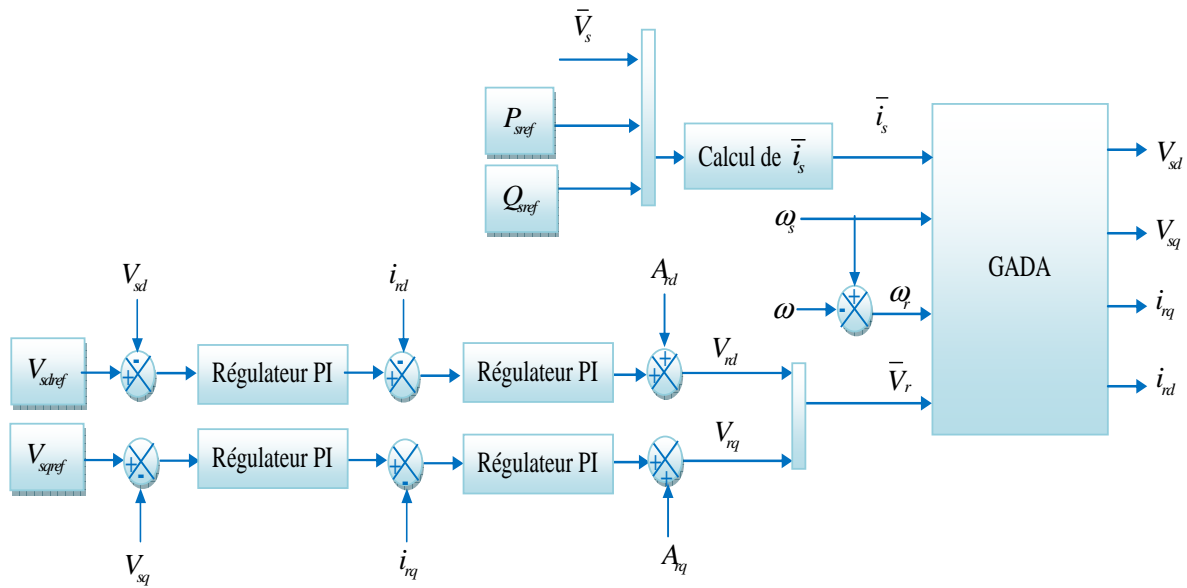 V̄s
Psref
Qsref
Calcul de i̅s
i̅s
ωs
ω
+
-
ωr
GADA
Vsd
Vsq
irq
ird
Vsd
ird
Ard
Vsdref
-
+
Régulateur PI
-
+
Régulateur PI
+
+
Vrd
V̄r
Vsqref
+
-
Régulateur PI
+
-
Régulateur PI
+
+
Vrq
Vsq
irq
Arq